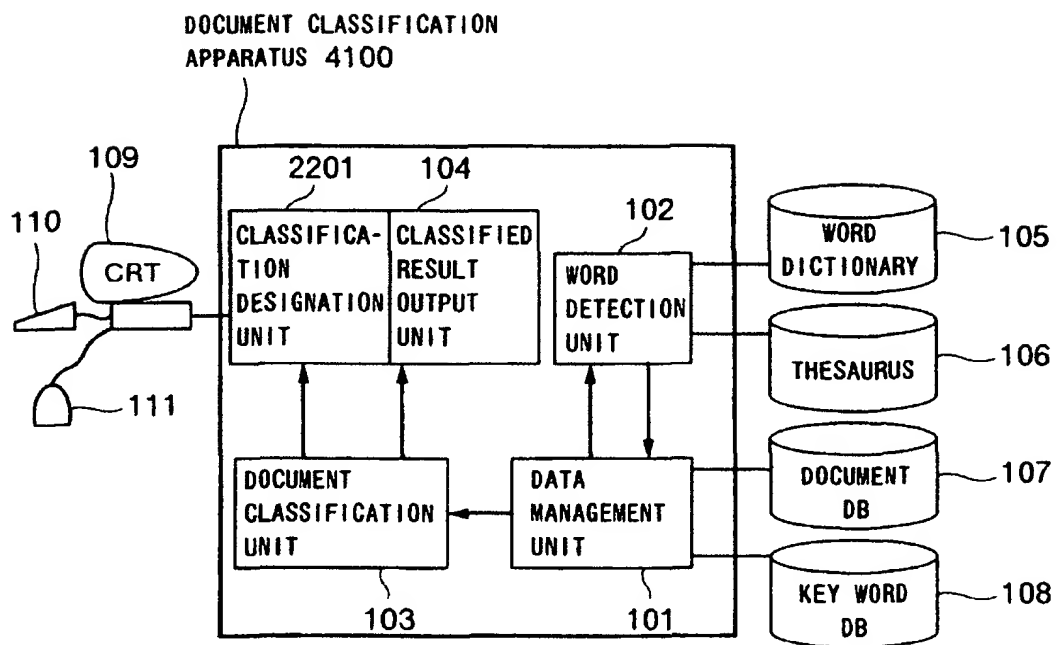 DOCUMENT CLASSIFICATION
APPARATUS 4100
109
2201
104
102
110
CRT
CLASSIFICA-
TION
DESIGNATION
UNIT
CLASSIFIED
RESULT
OUTPUT
UNIT
WORD
DETECTION
UNIT
WORD
DICTIONARY
105
THESAURUS
106
111
DOCUMENT
CLASSIFICATION
UNIT
DATA
MANAGEMENT
UNIT
DOCUMENT
DB
107
103
101
KEY WORD
DB
108